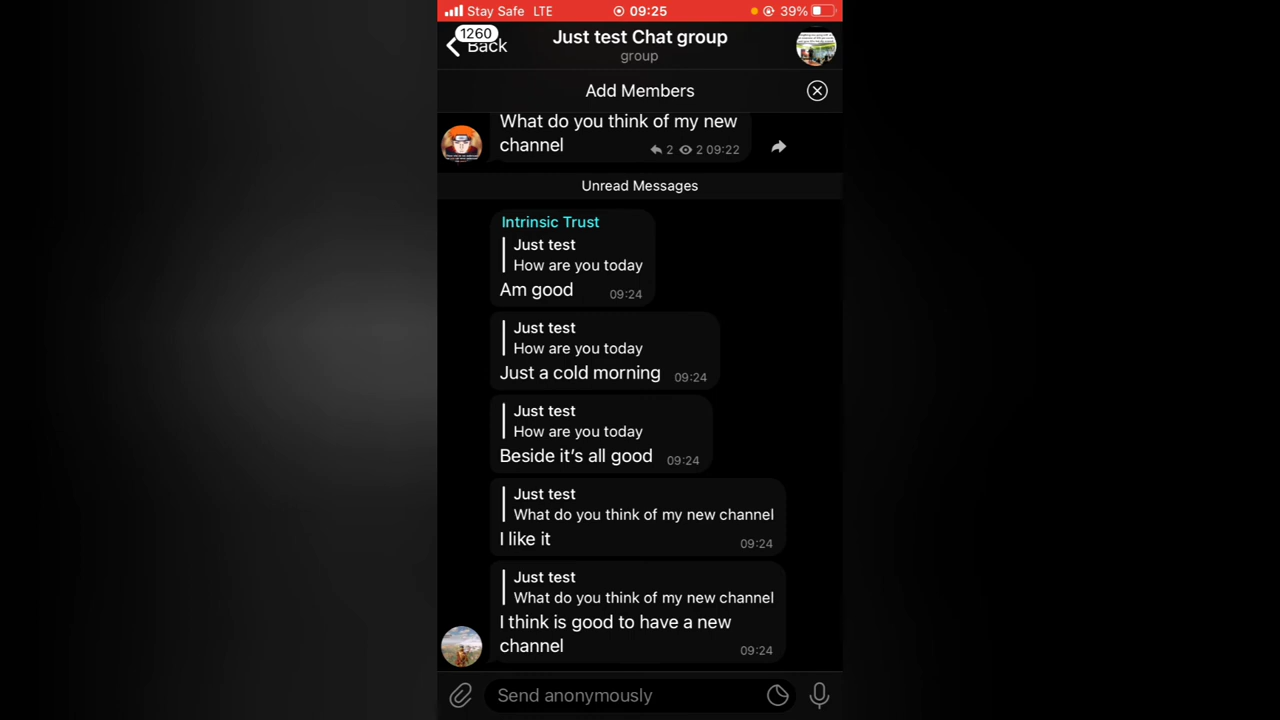 Stay Safe LTE 09:25 39%
1260
Back
Just test Chat group
group
Add Members
What do you think of my new
channel
2 2 09:22
Unread Messages
Intrinsic Trust
Just test
How are you today
Am good 09:24
Just test
How are you today
Just a cold morning 09:24
Just test
How are you today
Beside it’s all good 09:24
Just test
What do you think of my new channel
I like it 09:24
Just test
What do you think of my new channel
I think is good to have a new
channel 09:24
Send anonymously